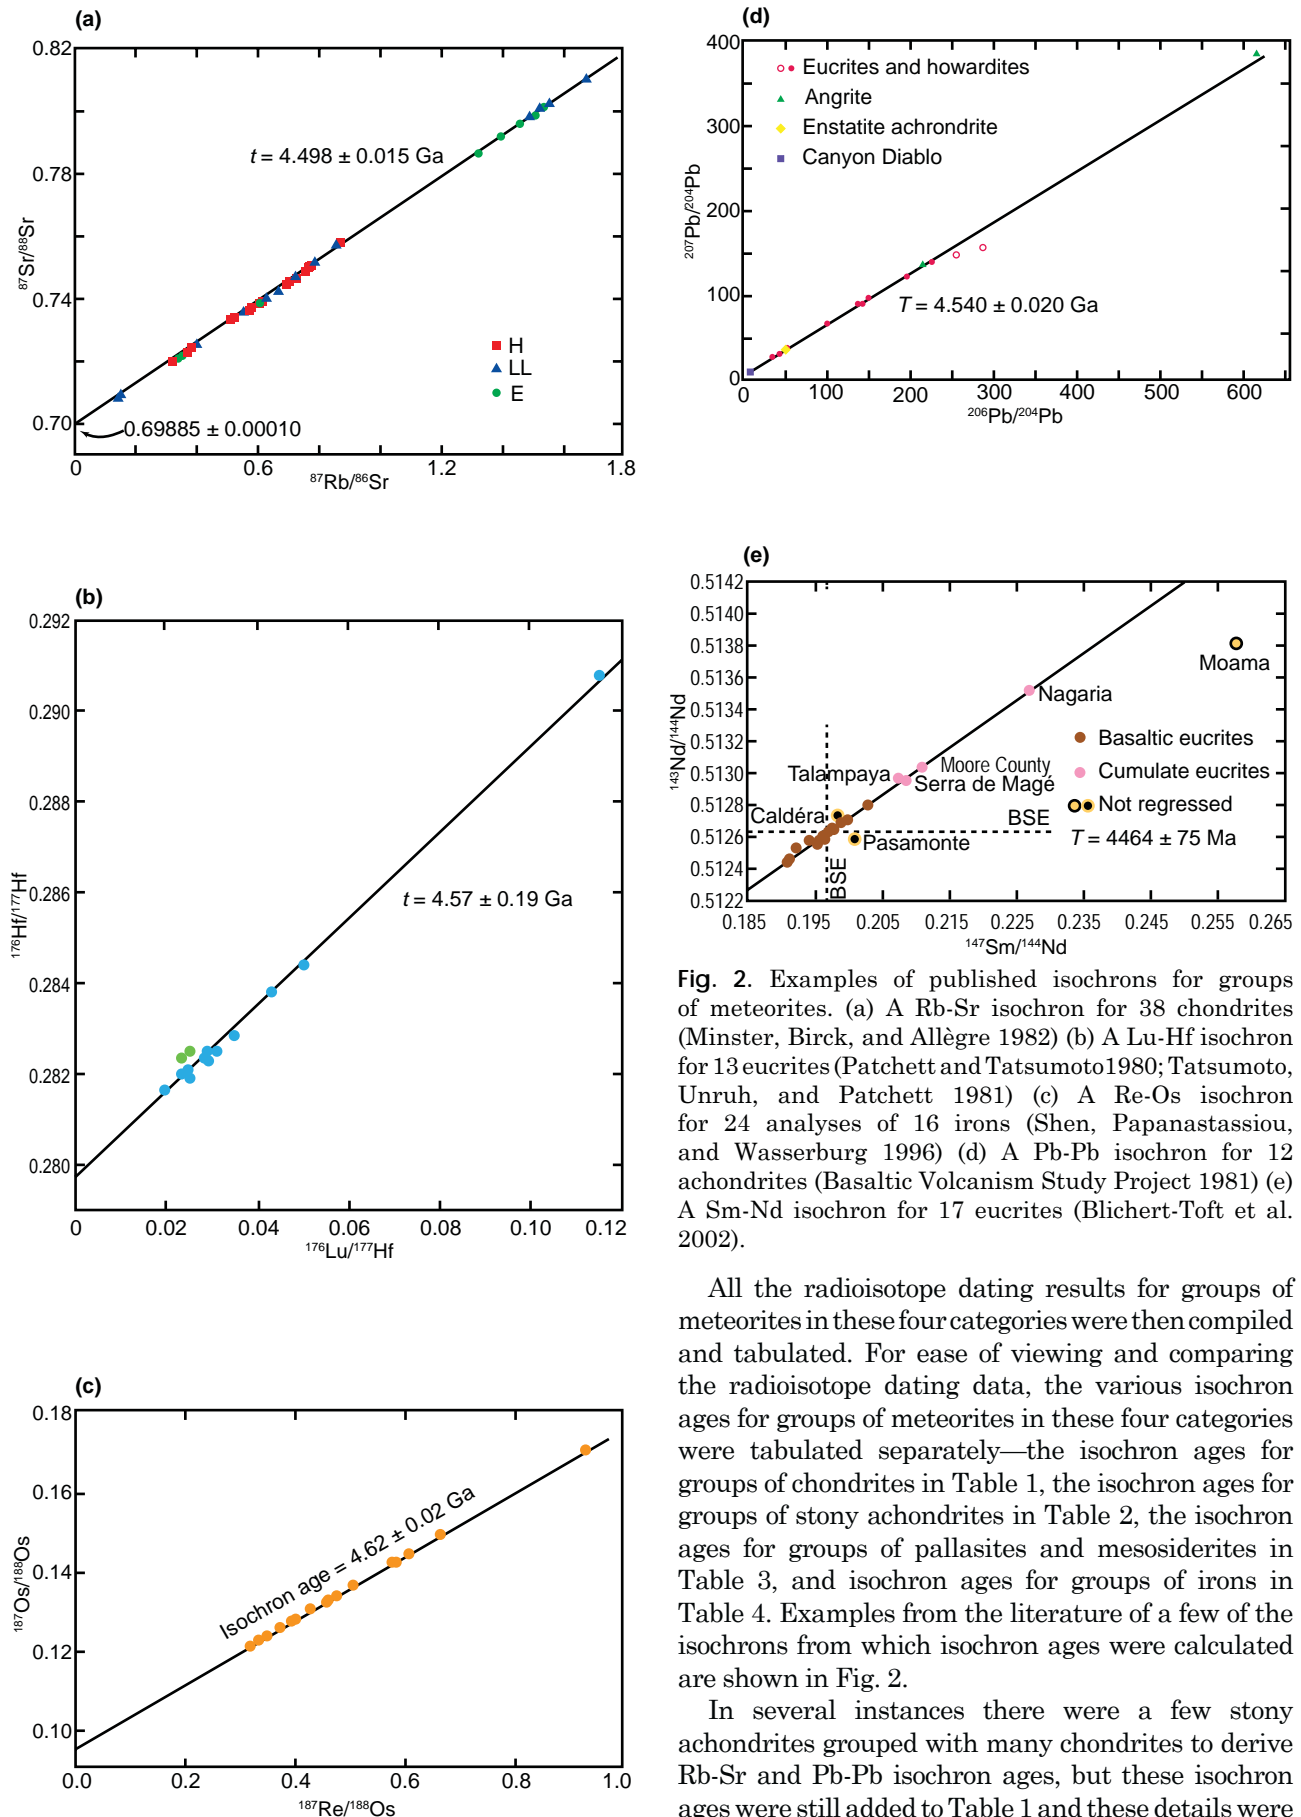 (a)
0.82
0.78
0.74
0.70
87Sr/88Sr
t = 4.498 ± 0.015 Ga
H
LL
E
0.69885 ± 0.00010
0
0.6
1.2
1.8
87Rb/86Sr
(b)
0.292
0.290
0.288
0.286
0.284
0.282
0.280
176Hf/177Hf
t = 4.57 ± 0.19 Ga
0
0.02
0.04
0.06
0.08
0.10
0.12
176Lu/177Hf
(c)
0.18
0.16
0.14
0.12
0.10
187Os/188Os
Isochron age = 4.62 ± 0.02 Ga
0.0
0.2
0.4
0.6
0.8
1.0
187Re/188Os
(d)
400
300
200
100
0
207Pb/204Pb
Eucrites and howardites
Angrite
Enstatite achrondrite
Canyon Diablo
T = 4.540 ± 0.020 Ga
0
100
200
300
400
500
600
206Pb/204Pb
(e)
0.5142
0.5140
0.5138
0.5136
0.5134
0.5132
0.5130
0.5128
0.5126
0.5124
0.5122
143Nd/144Nd
Moama
Nagaria
Basaltic eucrites
Moore County
Talampaya
Cumulate eucrites
Serra de Magé
Not regressed
Caldéra
BSE
Pasamonte
T = 4464 ± 75 Ma
BSE
0.185
0.195
0.205
0.215
0.225
0.235
0.245
0.255
0.265
147Sm/144Nd
Fig. 2. Examples of published isochrons for groups
of meteorites. (a) A Rb-Sr isochron for 38 chondrites
(Minster, Birck, and Allègre 1982) (b) A Lu-Hf isochron
for 13 eucrites (Patchett and Tatsumoto1980; Tatsumoto,
Unruh, and Patchett 1981) (c) A Re-Os isochron
for 24 analyses of 16 irons (Shen, Papanastassiou,
and Wasserburg 1996) (d) A Pb-Pb isochron for 12
achondrites (Basaltic Volcanism Study Project 1981) (e)
A Sm-Nd isochron for 17 eucrites (Blichert-Toft et al.
2002).
All the radioisotope dating results for groups of
meteorites in these four categories were then compiled
and tabulated. For ease of viewing and comparing
the radioisotope dating data, the various isochron
ages for groups of meteorites in these four categories
were tabulated separately—the isochron ages for
groups of chondrites in Table 1, the isochron ages for
groups of stony achondrites in Table 2, the isochron
ages for groups of pallasites and mesosiderites in
Table 3, and isochron ages for groups of irons in
Table 4. Examples from the literature of a few of the
isochrons from which isochron ages were calculated
are shown in Fig. 2.
In several instances there were a few stony
achondrites grouped with many chondrites to derive
Rb-Sr and Pb-Pb isochron ages, but these isochron
ages were still added to Table 1 and these details were